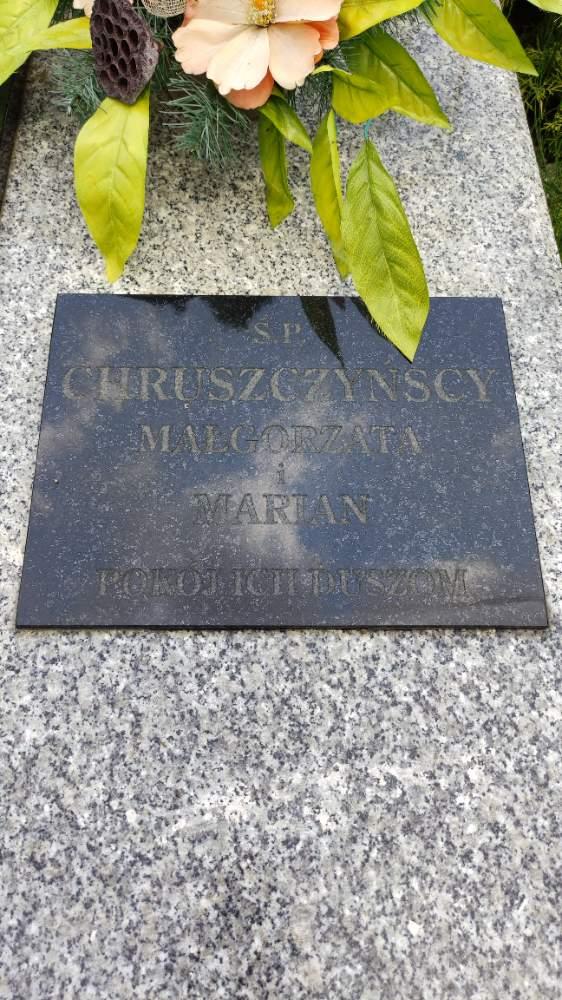 Ś.P.
CHRUSZCZYŃSCY
MAŁGORZATA
i
MARIAN
POKÓJ ICH DUSZOM